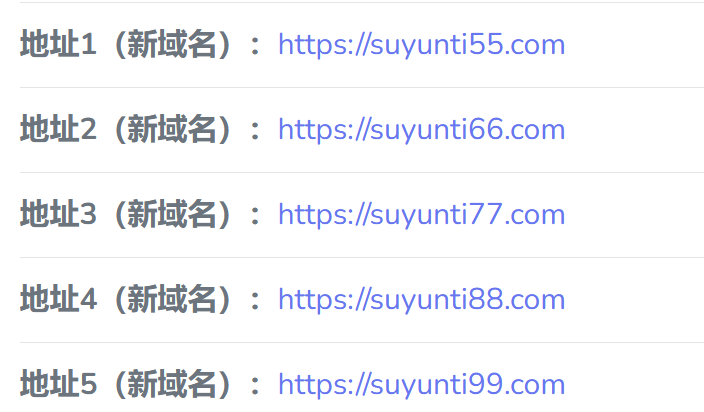 地址1（新域名）：https://suyunti55.com
地址2（新域名）：https://suyunti66.com
地址3（新域名）：https://suyunti77.com
地址4（新域名）：https://suyunti88.com
地址5（新域名）：https://suyunti99.com